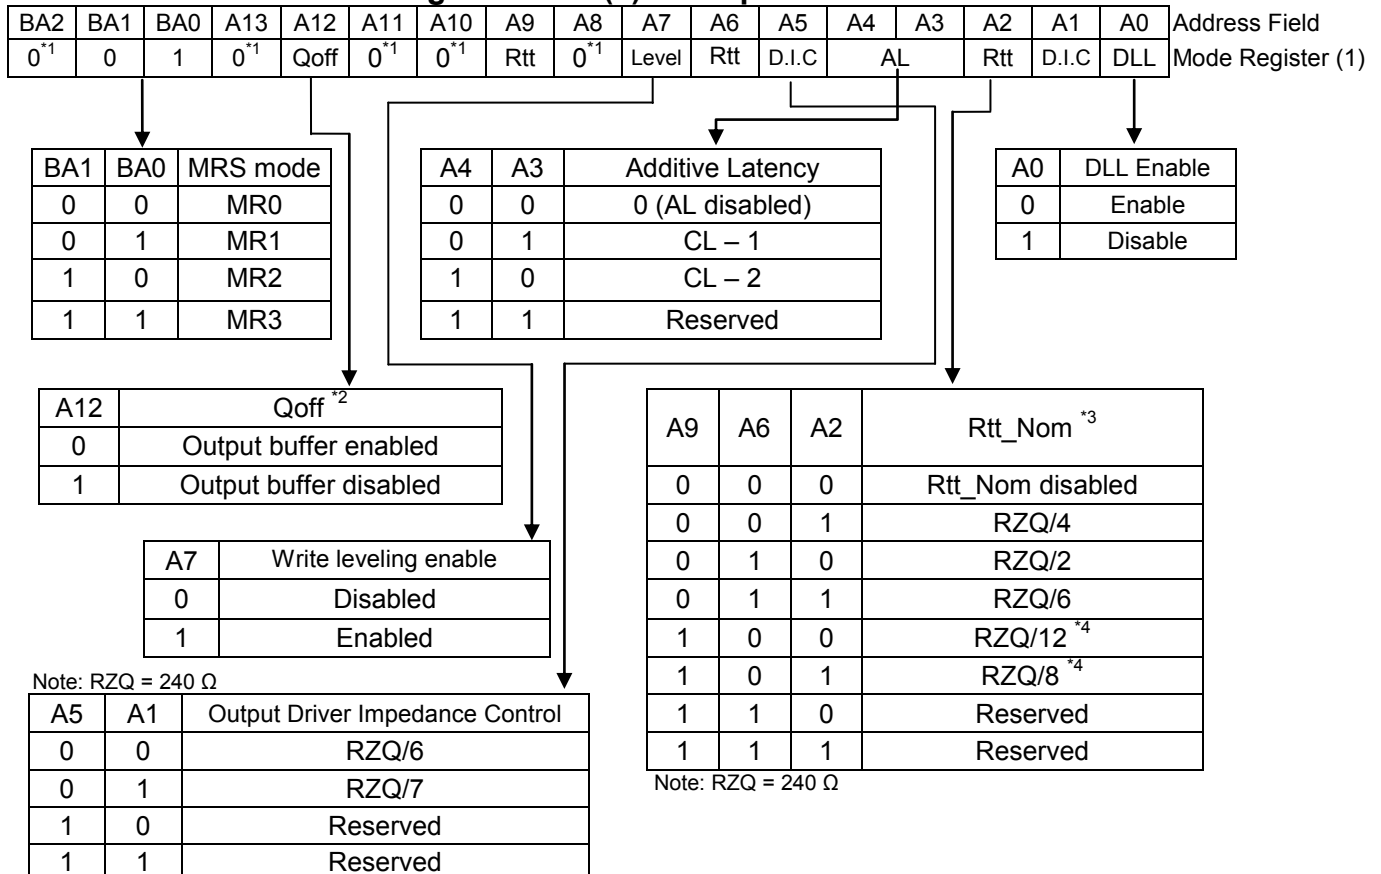 BA2 BA1 BA0 A13 A12 A11 A10 A9 A8 A7 A6 A5 A4 A3 A2 A1 A0 Address Field
0*1 0 1 0*1 Qoff 0*1 0*1 Rtt 0*1 Level Rtt D.I.C AL Rtt D.I.C DLL Mode Register (1)
BA1 BA0 MRS mode
0 0 MR0
0 1 MR1
1 0 MR2
1 1 MR3
A4 A3 Additive Latency
0 0 0 (AL disabled)
0 1 CL – 1
1 0 CL – 2
1 1 Reserved
A0 DLL Enable
0 Enable
1 Disable
A12 Qoff *2
0 Output buffer enabled
1 Output buffer disabled
A7 Write leveling enable
0 Disabled
1 Enabled
Note: RZQ = 240 Ω
A5 A1 Output Driver Impedance Control
0 0 RZQ/6
0 1 RZQ/7
1 0 Reserved
1 1 Reserved
A9 A6 A2 Rtt_Nom *3
0 0 0 Rtt_Nom disabled
0 0 1 RZQ/4
0 1 0 RZQ/2
0 1 1 RZQ/6
1 0 0 RZQ/12 *4
1 0 1 RZQ/8 *4
1 1 0 Reserved
1 1 1 Reserved
Note: RZQ = 240 Ω